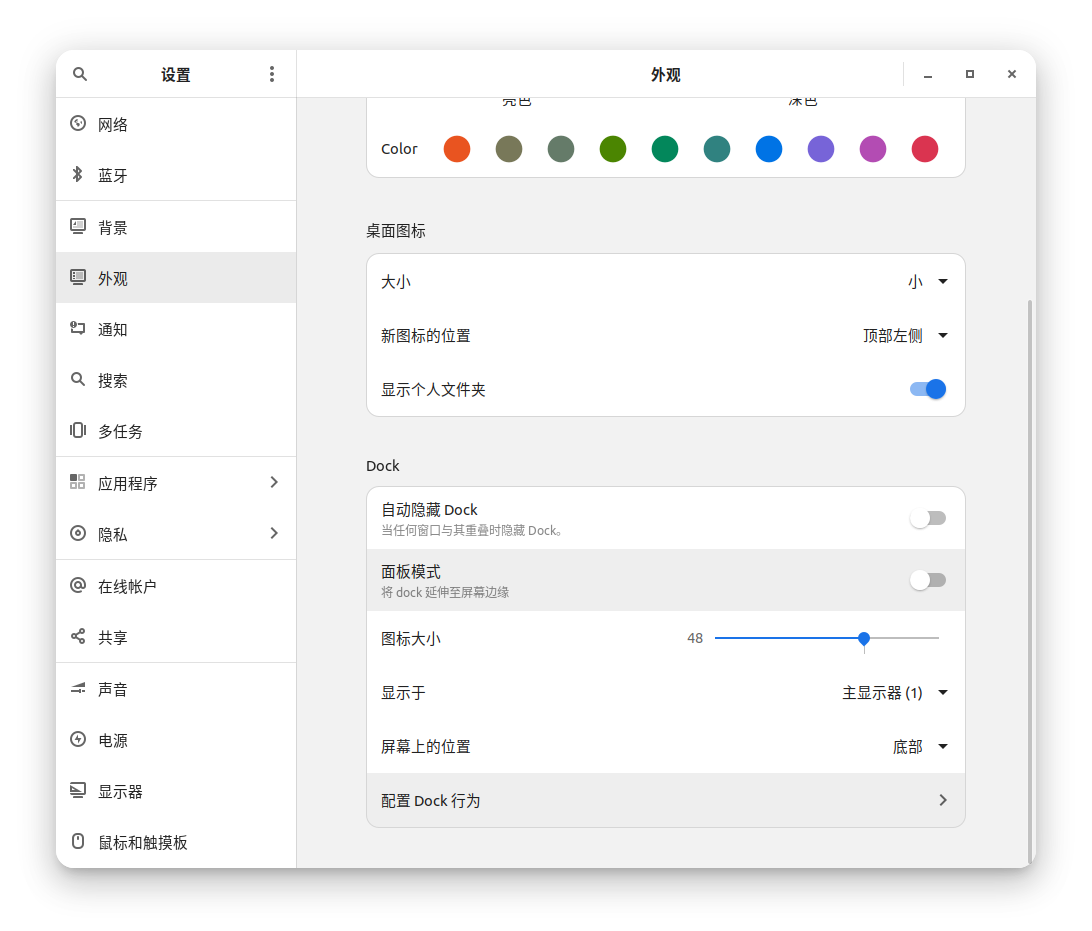 设置
外观
网络
蓝牙
背景
外观
通知
搜索
多任务
应用程序
隐私
在线帐户
共享
声音
电源
显示器
鼠标和触摸板
亮色
深色
Color
桌面图标
大小
小
新图标的位置
顶部左侧
显示个人文件夹
Dock
自动隐藏 Dock
当任何窗口与其重叠时隐藏 Dock。
面板模式
将 dock 延伸至屏幕边缘
图标大小
48
显示于
主显示器 (1)
屏幕上的位置
底部
配置 Dock 行为